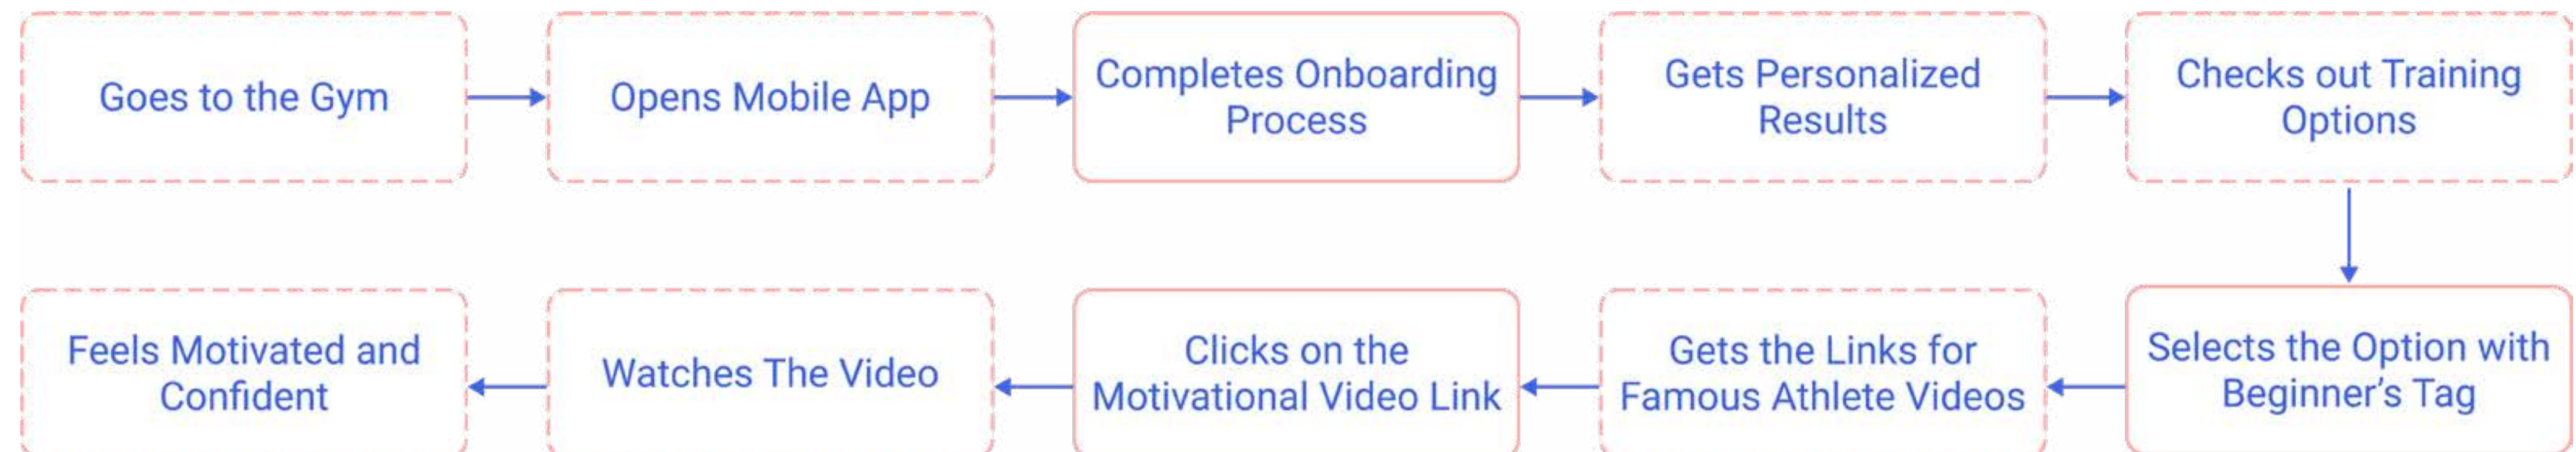 Goes to the Gym
Opens Mobile App
Completes Onboarding
Process
Gets Personalized
Results
Checks out Training
Options
Selects the Option with
Beginner’s Tag
Gets the Links for
Famous Athlete Videos
Clicks on the
Motivational Video Link
Watches The Video
Feels Motivated and
Confident